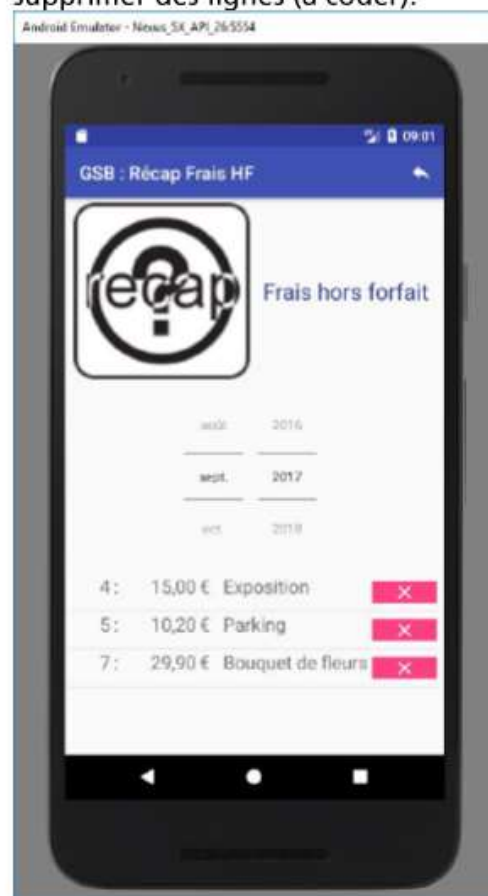 supprimer des lignes (à coder).
Android Emulator - Nexus_5X_API_26:5554
09:01
GSB : Récap Frais HF
recap
?
Frais hors forfait
août 2016
sept. 2017
oct. 2018
4 : 15,00 € Exposition
5 : 10,20 € Parking
7 : 29,90 € Bouquet de fleurs